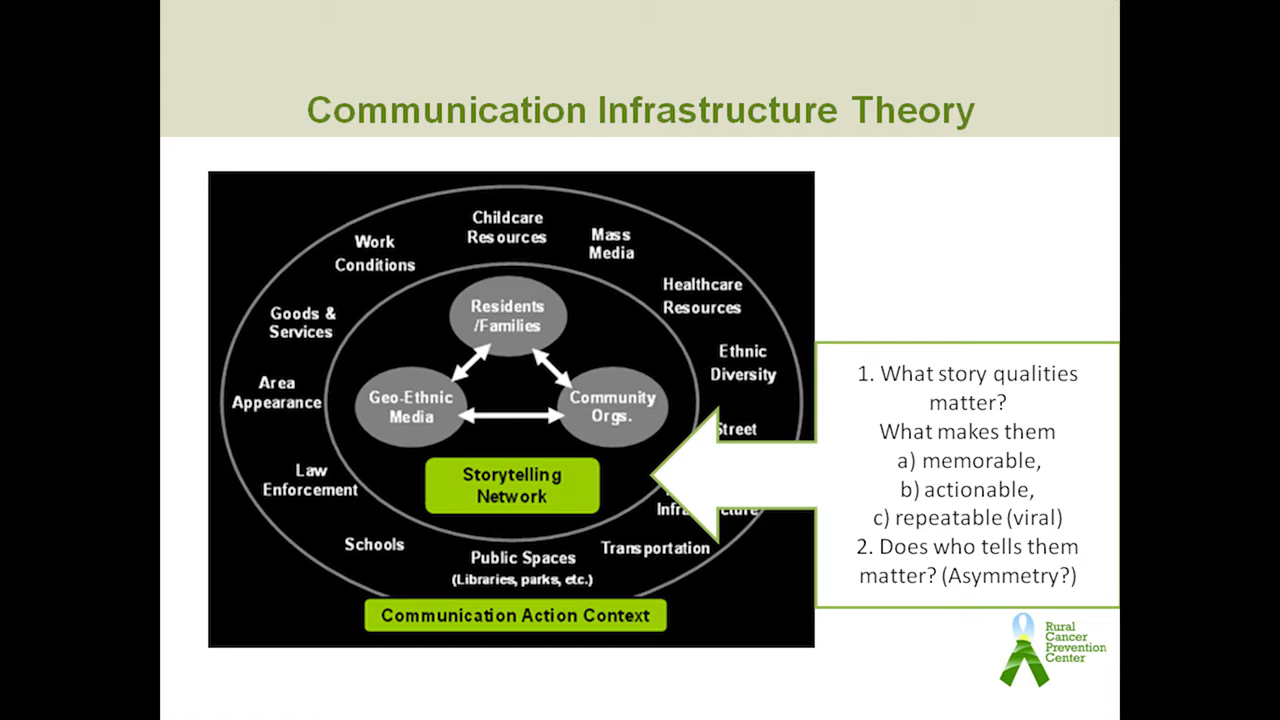 Communication Infrastructure Theory
Childcare
Resources
Mass
Media
Work
Conditions
Healthcare
Resources
Goods &
Services
Residents
/Families
Ethnic
Diversity
Area
Appearance
Geo-Ethnic
Media
Community
Orgs.
Street
Law
Enforcement
Storytelling
Network
Schools
Public Spaces
(Libraries, parks, etc.)
Transportation
Communication Action Context
1. What story qualities
matter?
What makes them
a) memorable,
b) actionable,
c) repeatable (viral)
2. Does who tells them
matter? (Asymmetry?)
Rural
Cancer
Prevention
Center